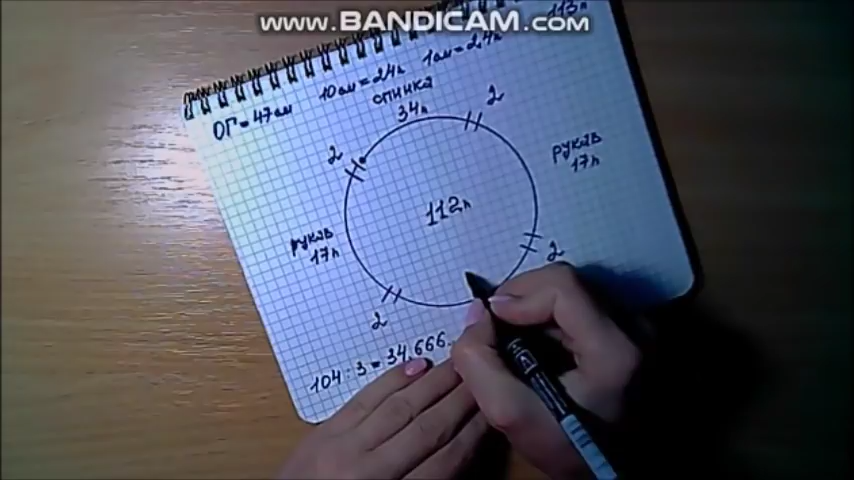 www.BANDICAM.com
113п
ОГ=47см 10см=24п 1см=2,4п
спинка
34п
2
2
рукав
17п
112п
рукав
17п
2
2
104:3=34,666..